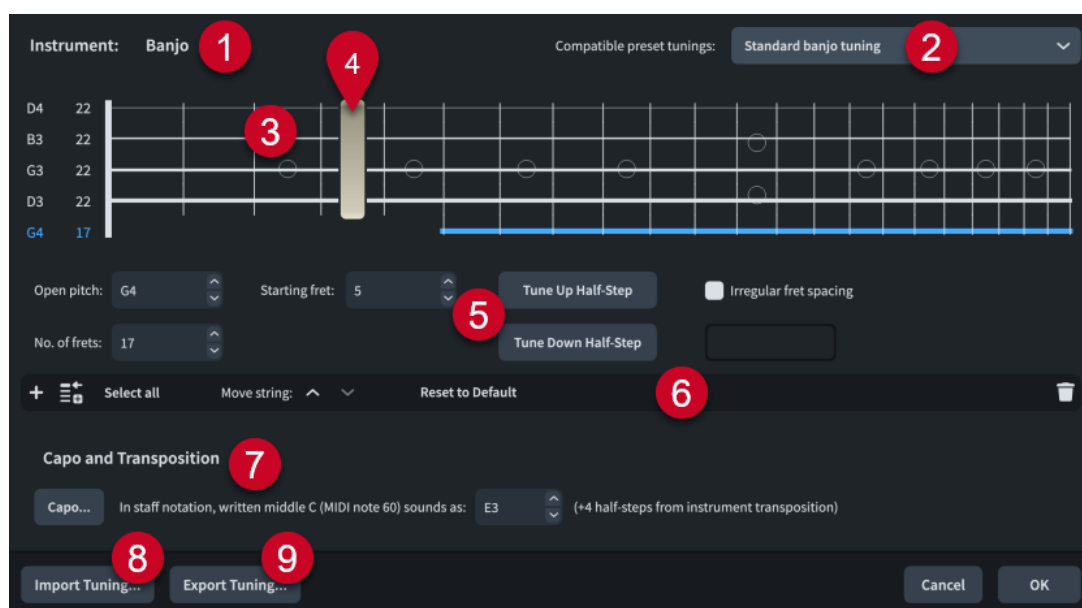 Instrument: Banjo 1 Compatible preset tunings: Standard banjo tuning 2
4
D4 22
3
B3 22
G3 22
D3 22
G4 17
Open pitch: G4 Starting fret: 5 Tune Up Half-Step Irregular fret spacing
5
No. of frets: 17 Tune Down Half-Step
Select all Move string: Reset to Default 6
Capo and Transposition 7
Capo... In staff notation, written middle C (MIDI note 60) sounds as: E3 (+4 half-steps from instrument transposition)
8 9
Import Tuning... Export Tuning... Cancel OK